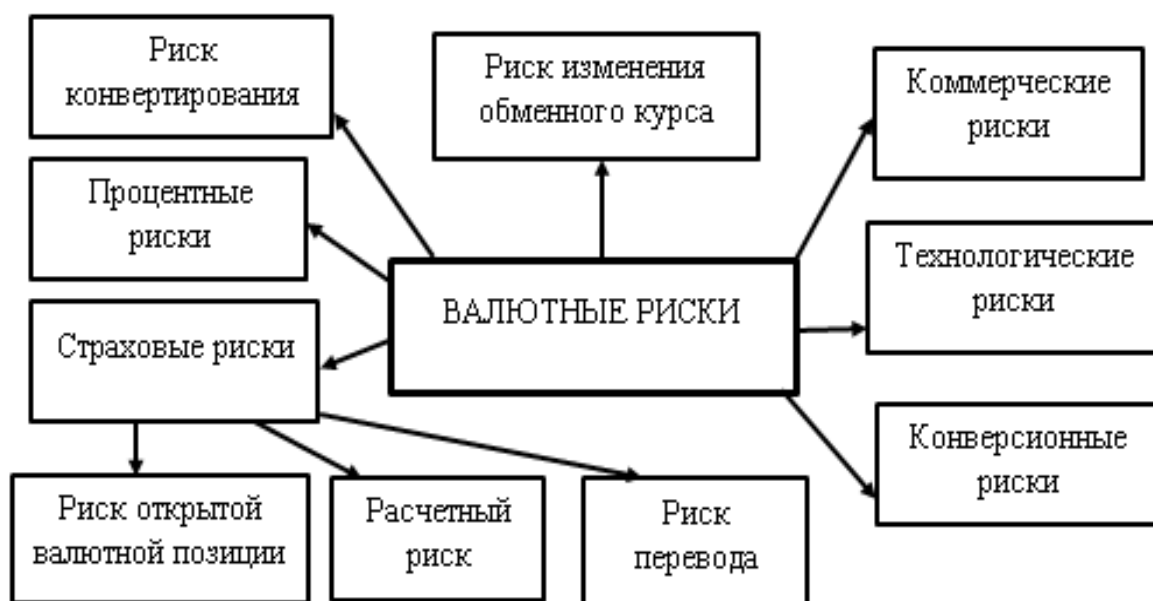 Риск
конвертирования
Риск изменения
обменного курса
Коммерческие
риски
Процентные
риски
ВАЛЮТНЫЕ РИСКИ
Технологические
риски
Страховые риски
Конверсионные
риски
Риск открытой
валютной позиции
Расчетный
риск
Риск
перевода